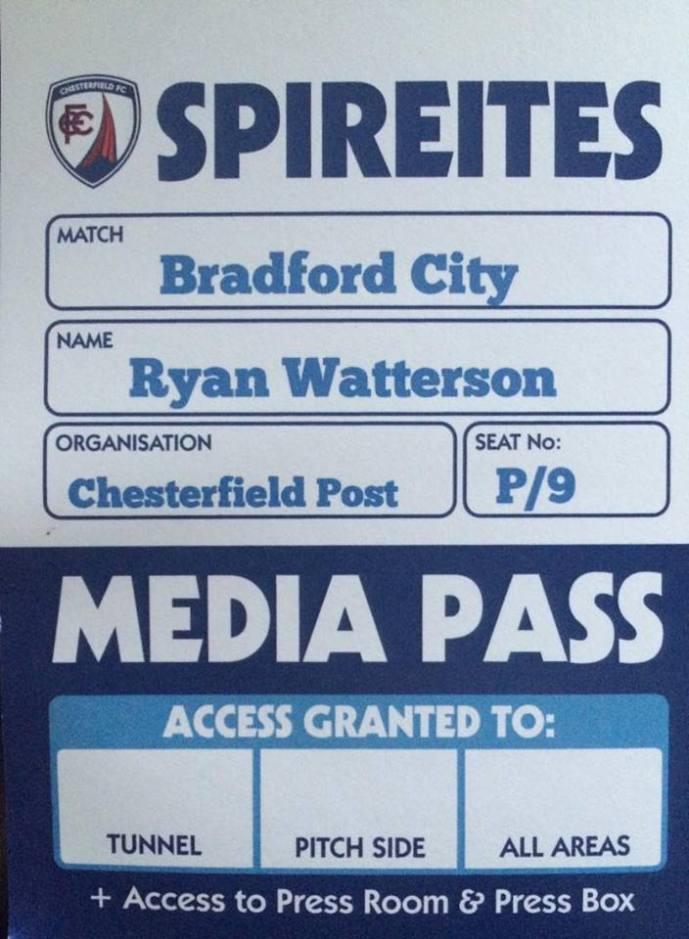 CHESTERFIELD FC
CFC
SPIREITES
MATCH
Bradford City
NAME
Ryan Watterson
ORGANISATION
Chesterfield Post
SEAT No:
P/9
MEDIA PASS
ACCESS GRANTED TO:
TUNNEL
PITCH SIDE
ALL AREAS
+ Access to Press Room & Press Box